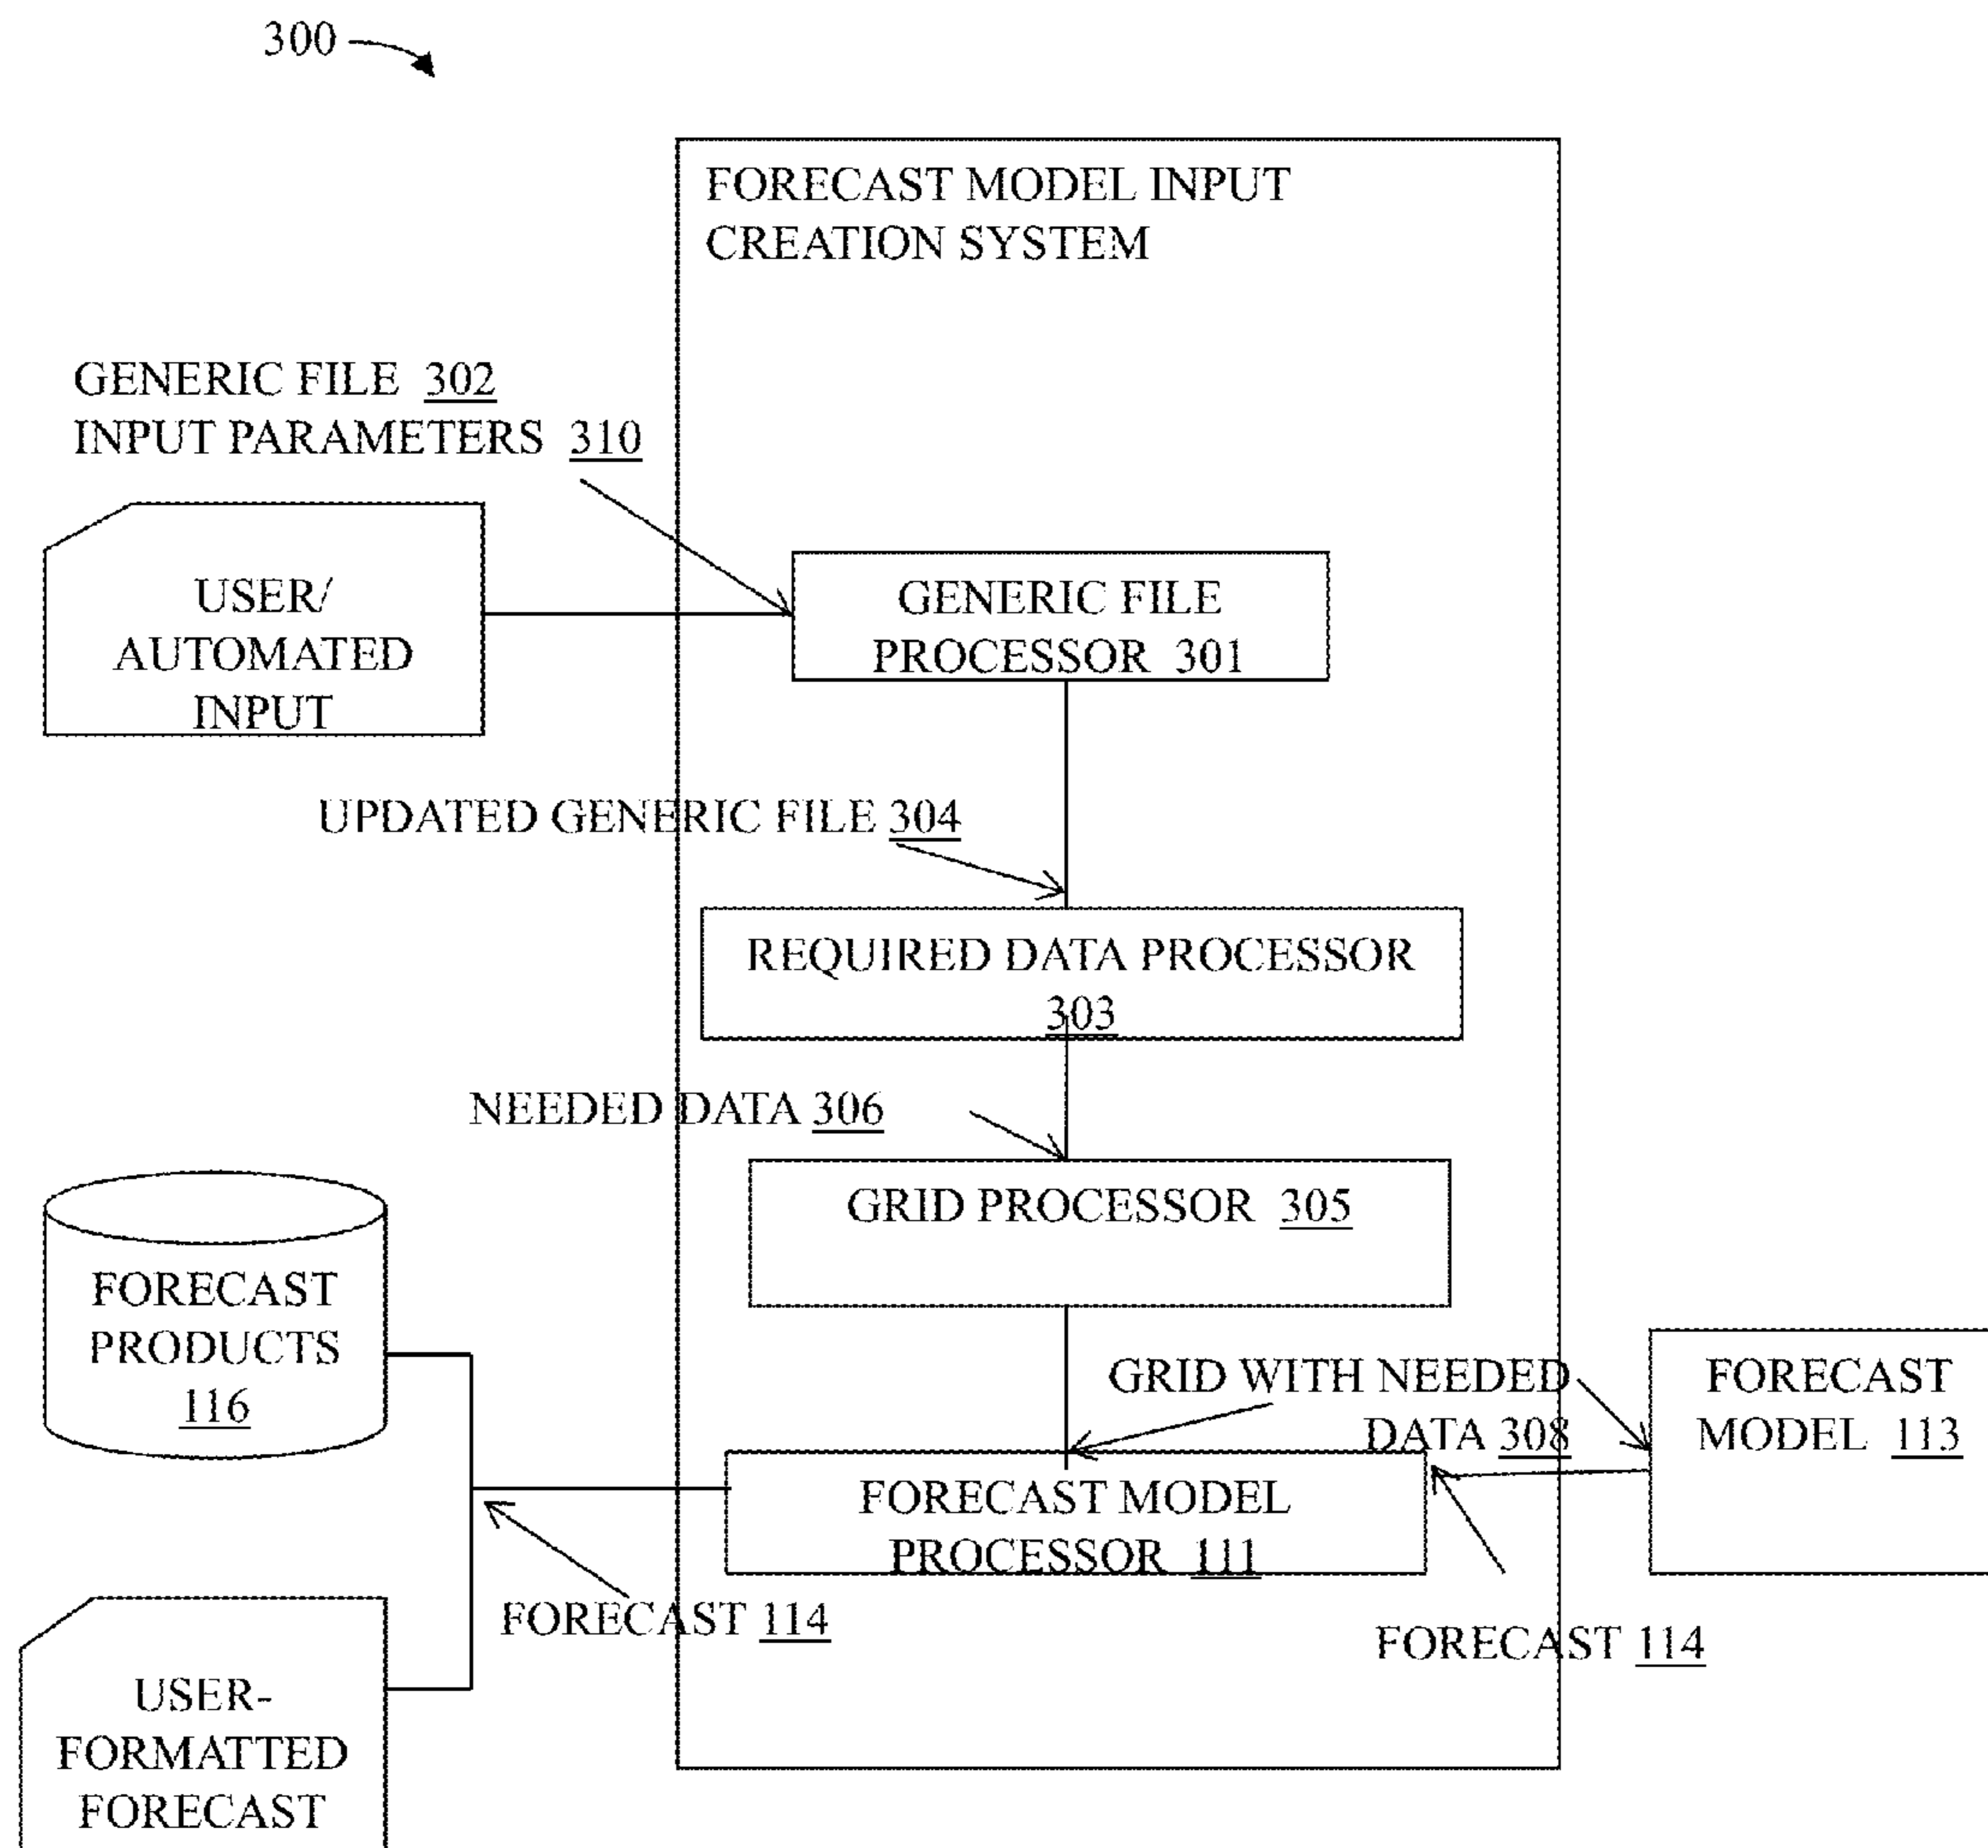 300
FORECAST MODEL INPUT
CREATION SYSTEM
GENERIC FILE 302
INPUT PARAMETERS 310
USER/
AUTOMATED
INPUT
GENERIC FILE
PROCESSOR 301
UPDATED GENERIC FILE 304
REQUIRED DATA PROCESSOR
303
NEEDED DATA 306
GRID PROCESSOR 305
FORECAST
PRODUCTS
116
GRID WITH NEEDED
DATA 308
FORECAST
MODEL 113
FORECAST MODEL
PROCESSOR 111
FORECAST 114
FORECAST 114
USER-
FORMATTED
FORECAST